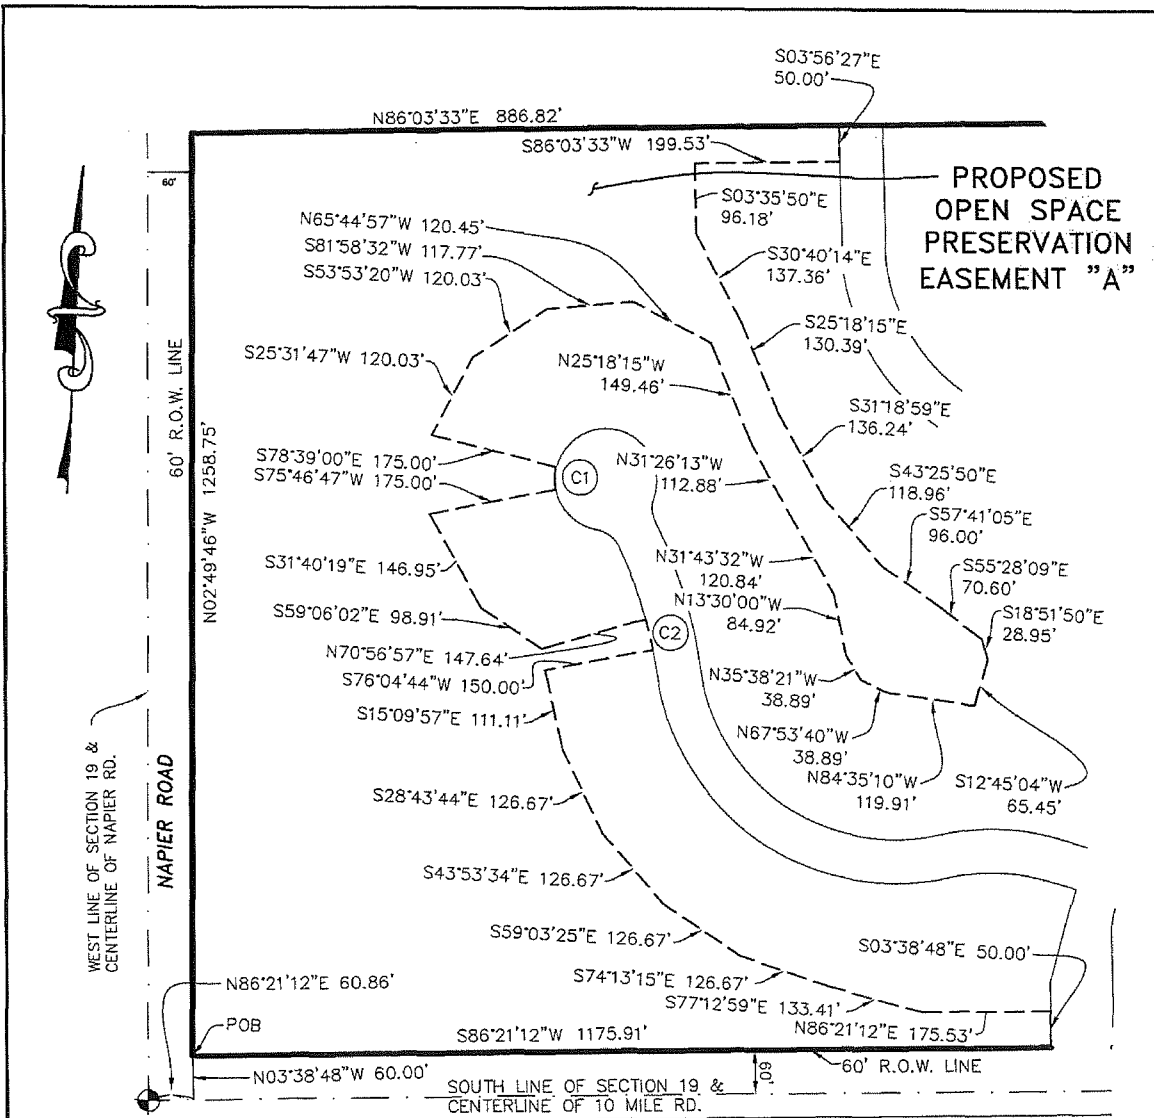 S03°56'27"E
50.00'
N86°03'33"E 886.82'
S86°03'33"W 199.53'
60'
PROPOSED
OPEN SPACE
PRESERVATION
EASEMENT "A"
S03°35'50"E
96.18'
N65°44'57"W 120.45'
S81°58'32"W 117.77'
S53°53'20"W 120.03'
S30°40'14"E
137.36'
S25°18'15"E
130.39'
S25°31'47"W 120.03'
N25°18'15"W
149.46'
60' R.O.W. LINE
S31°18'59"E
136.24'
S78°39'00"E 175.00'
S75°46'47"W 175.00'
C1
N31°26'13"W
112.88'
S43°25'50"E
118.96'
S57°41'05"E
96.00'
N02°49'46"W 1258.75'
S31°40'19"E 146.95'
N31°43'32"W
120.84'
S55°28'09"E
70.60'
S59°06'02"E 98.91'
N13°30'00"W
84.92'
S18°51'50"E
28.95'
C2
N70°56'57"E 147.64'
S76°04'44"W 150.00'
N35°38'21"W
38.89'
S15°09'57"E 111.11'
N67°53'40"W
38.89'
N84°35'10"W
119.91'
S12°45'04"W
65.45'
WEST LINE OF SECTION 19 &
CENTERLINE OF NAPIER RD.
NAPIER ROAD
S28°43'44"E 126.67'
S43°53'34"E 126.67'
S59°03'25"E 126.67'
S03°38'48"E 50.00'
S74°13'15"E 126.67'
S77°12'59"E 133.41'
N86°21'12"E 175.53'
N86°21'12"E 60.86'
POB
S86°21'12"W 1175.91'
60' R.O.W. LINE
60'
N03°38'48"W 60.00'
SOUTH LINE OF SECTION 19 &
CENTERLINE OF 10 MILE RD.